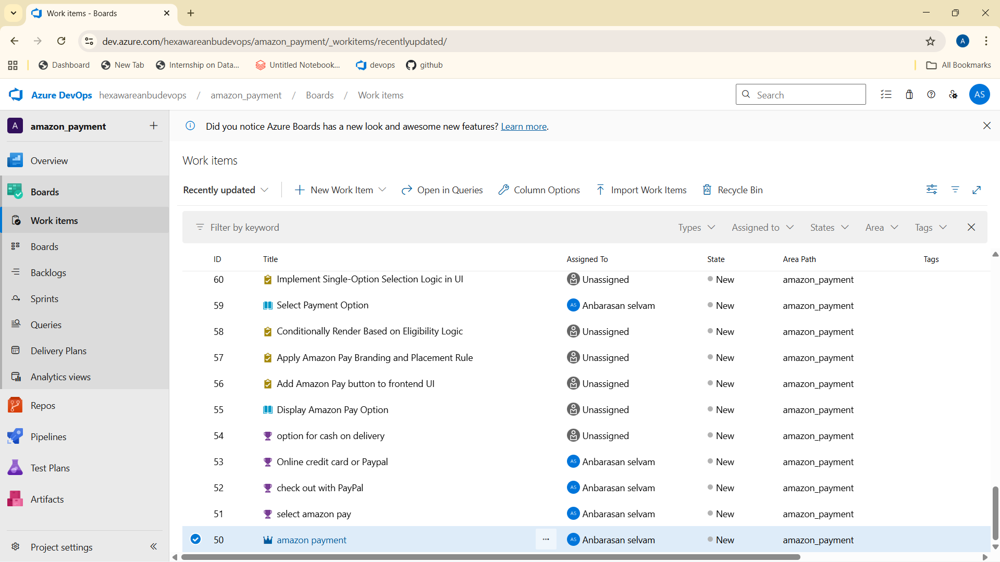 Work items - Boards
dev.azure.com/hexawareanbudevops/amazon_payment/_workitems/recentlyupdated/
A
Dashboard New Tab Internship on Data... Untitled Notebook... devops github All Bookmarks
Azure DevOps hexawareanbudevops / amazon_payment / Boards / Work items Search AS
A amazon_payment
Did you notice Azure Boards has a new look and awesome new features? Learn more.
Overview
Boards
Work items
Boards
Backlogs
Sprints
Queries
Delivery Plans
Analytics views
Repos
Pipelines
Test Plans
Artifacts
Project settings
Work items
Recently updated New Work Item Open in Queries Column Options Import Work Items Recycle Bin
Filter by keyword Types Assigned to States Area Tags
ID Title Assigned To State Area Path Tags
60 Implement Single-Option Selection Logic in UI Unassigned New amazon_payment
59 Select Payment Option AS Anbarasan selvam New amazon_payment
58 Conditionally Render Based on Eligibility Logic Unassigned New amazon_payment
57 Apply Amazon Pay Branding and Placement Rule Unassigned New amazon_payment
56 Add Amazon Pay button to frontend UI Unassigned New amazon_payment
55 Display Amazon Pay Option Unassigned New amazon_payment
54 option for cash on delivery Unassigned New amazon_payment
53 Online credit card or Paypal AS Anbarasan selvam New amazon_payment
52 check out with PayPal AS Anbarasan selvam New amazon_payment
51 select amazon pay AS Anbarasan selvam New amazon_payment
50 amazon payment AS Anbarasan selvam New amazon_payment